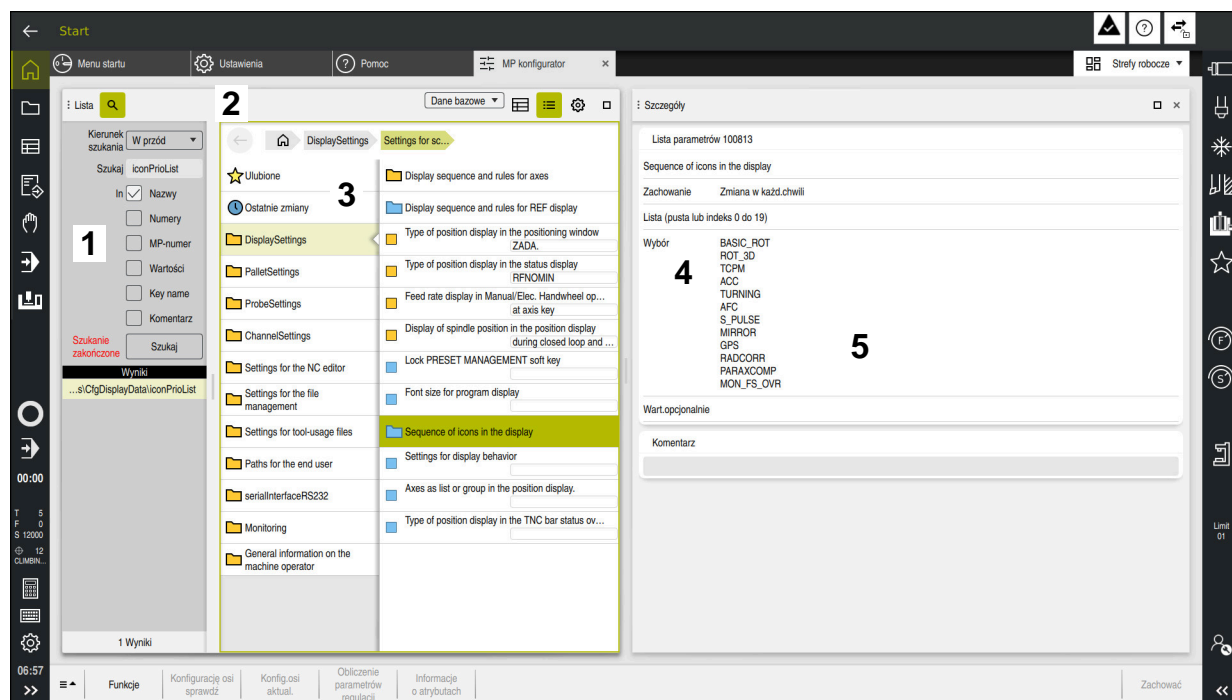 Start
Menu startu
Ustawienia
Pomoc
MP konfigurator
Strefy robocze
Lista
2
Dane bazowe
Kierunek szukania
W przód
Szukaj
iconPrioList
In
Nazwy
Numery
1
MP-numer
Wartości
Key name
Komentarz
Szukanie zakończone
Szukaj
Wyniki
...s\CfgDisplayData\iconPrioList
1 Wyniki
DisplaySettings
Settings for sc...
Ulubione
3
Ostatnie zmiany
DisplaySettings
PalletSettings
ProbeSettings
ChannelSettings
Settings for the NC editor
Settings for the file
management
Settings for tool-usage files
Paths for the end user
serialInterfaceRS232
Monitoring
General information on the
machine operator
Display sequence and rules for axes
Display sequence and rules for REF display
Type of position display in the positioning window
ZADA.
Type of position display in the status display
RFNOMIN
Feed rate display in Manual/Elec. Handwheel op...
at axis key
Display of spindle position in the position display
during closed loop and ...
Lock PRESET MANAGEMENT soft key
Font size for program display
Sequence of icons in the display
Settings for display behavior
Axes as list or group in the position display.
Type of position display in the TNC bar status ov...
Szczegóły
Lista parametrów 100813
Sequence of icons in the display
Zachowanie
Zmiana w każd.chwili
Lista (pusta lub indeks 0 do 19)
Wybór
BASIC_ROT
ROT_3D
4
TCPM
ACC
TURNING
AFC
S_PULSE
MIRROR
GPS
5
RADCORR
PARAXCOMP
MON_FS_OVR
Wart.opcjonalnie
Komentarz
00:00
T 5
F 0
S 12000
12
CLIMBIN...
06:57
F
S
Limit
01
Funkcje
Konfigurację osi
sprawdź
Konfig.osi
aktual.
Obliczenie
parametrów
regulacji
Informacje
o atrybutach
Zachować